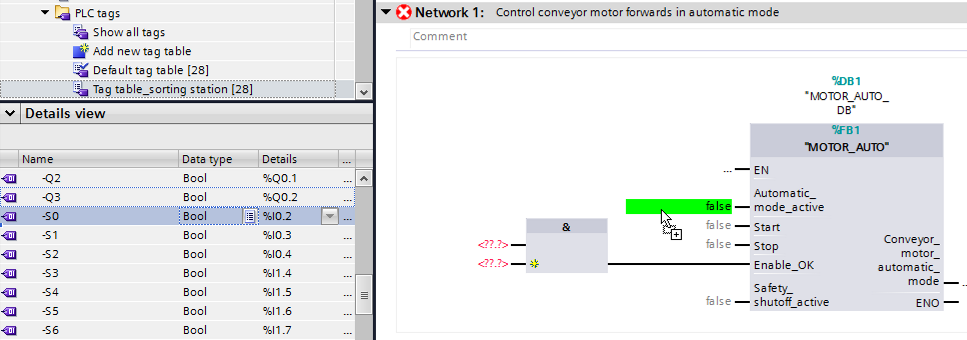 PLC tags
Show all tags
Add new tag table
Default tag table [28]
Tag table_sorting station [28]
Details view
Name Data type Details ...
-Q2 Bool %Q0.1 ...
-Q3 Bool %Q0.2 ...
-S0 Bool %I0.2 ...
-S1 Bool %I0.3 ...
-S2 Bool %I0.4 ...
-S3 Bool %I1.4 ...
-S4 Bool %I1.5 ...
-S5 Bool %I1.6 ...
-S6 Bool %I1.7 ...
Network 1: Control conveyor motor forwards in automatic mode
Comment
%DB1
"MOTOR_AUTO_
DB"
%FB1
"MOTOR_AUTO"
... EN
Automatic_
false mode_active
false Start
false Stop
&
<??.?>
<??.?>
Enable_OK
Safety_
false shutoff_active
Conveyor_
motor_
automatic_
mode ...
ENO